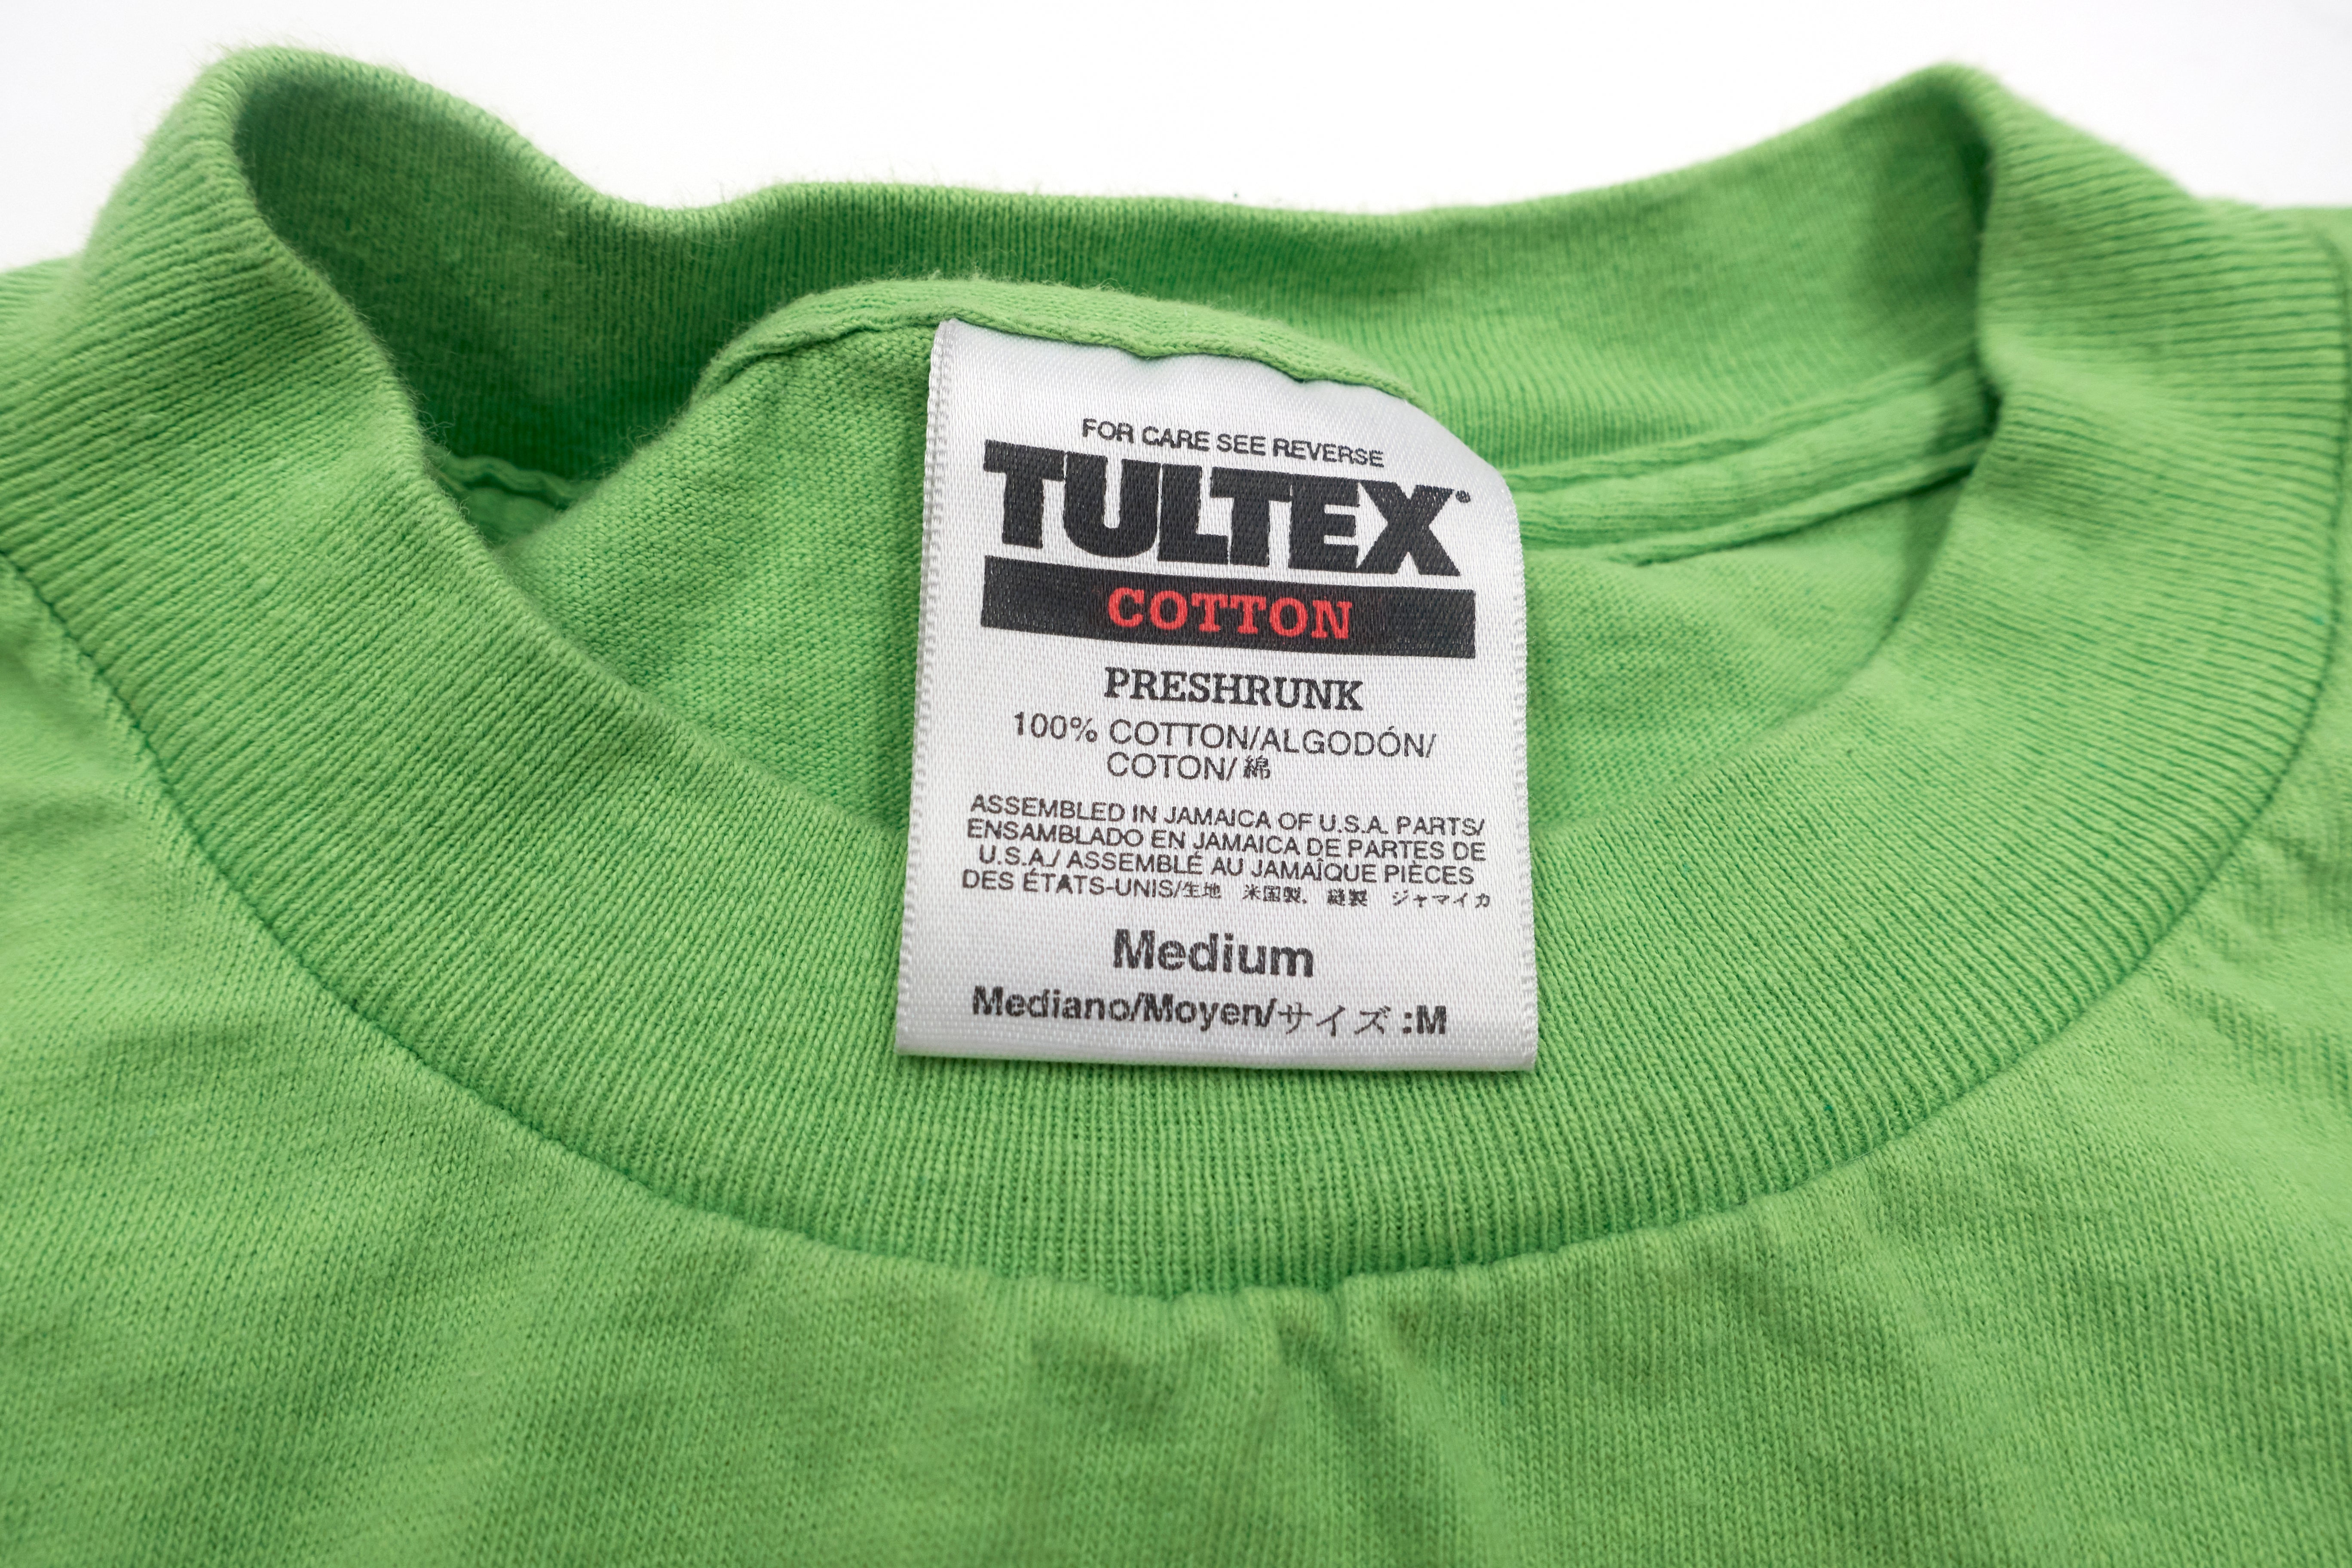 FOR CARE SEE REVERSE
TULTEX®
COTTON
PRESHRUNK
100% COTTON/ALGODÓN/
COTON/綿
ASSEMBLED IN JAMAICA OF U.S.A. PARTS/
ENSAMBLADO EN JAMAICA DE PARTES DE
U.S.A./ ASSEMBLÉ AU JAMAÎQUE PIÈCES
DES ÉTATS-UNIS/生地 米国製. 縫製 ジャマイカ
Medium
Mediano/Moyen/サイズ :M